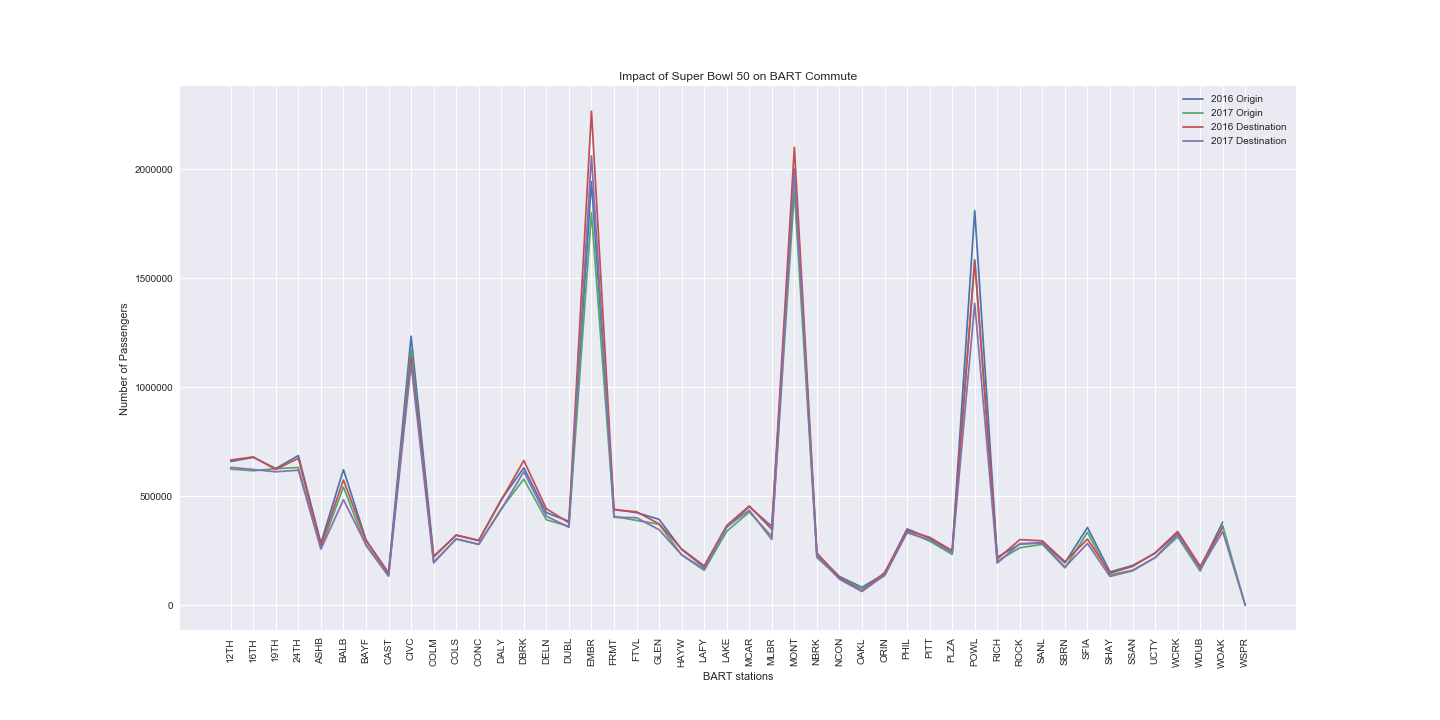 Impact of Super Bowl 50 on BART Commute
2016 Origin
2017 Origin
2016 Destination
2017 Destination
2000000
1500000
1000000
500000
0
Number of Passengers
12TH
16TH
19TH
24TH
ASHB
BALB
BAYF
CAST
CIVC
COLM
COLS
CONC
DALY
DBRK
DELN
DUBL
EMBR
FRMT
FTVL
GLEN
HAYW
LAFY
LAKE
MCAR
MLBR
MONT
NBRK
NCON
OAKL
ORIN
PHIL
PITT
PLZA
POWL
RICH
ROCK
SANL
SBRN
SFIA
SHAY
SSAN
UCTY
WCRK
WDUB
WOAK
WSPR
BART stations